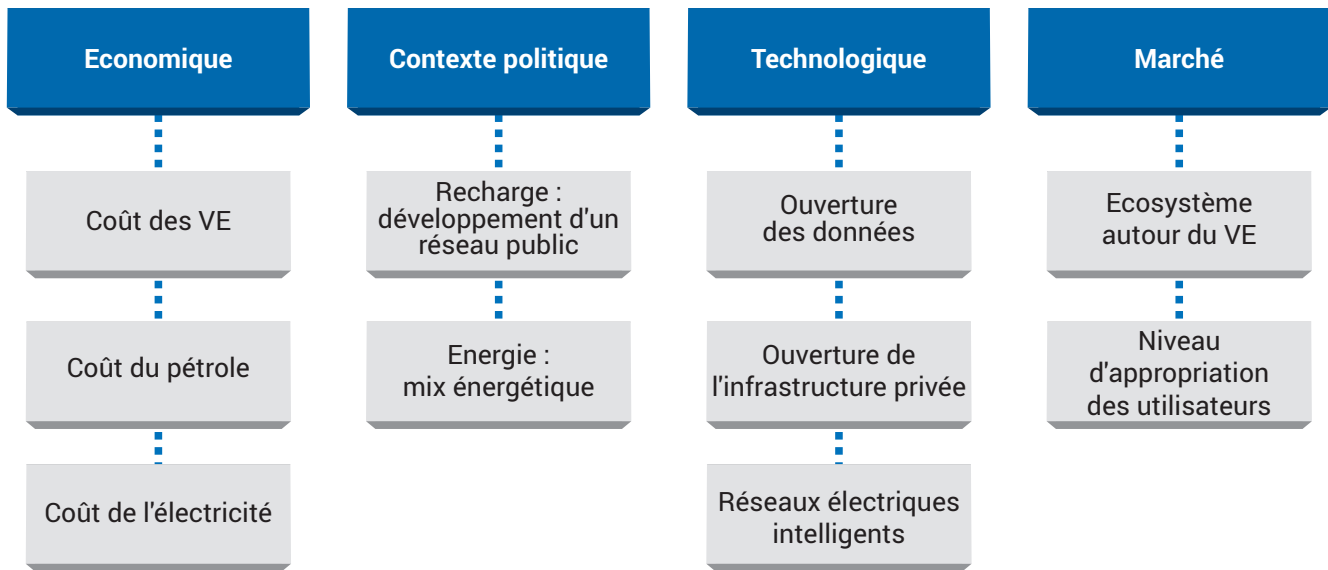 Economique
Coût des VE
Coût du pétrole
Coût de l'électricité
Contexte politique
Recharge :
développement d'un
réseau public
Energie :
mix énergétique
Technologique
Ouverture
des données
Ouverture de
l'infrastructure privée
Réseaux électriques
intelligents
Marché
Ecosystème
autour du VE
Niveau
d'appropriation
des utilisateurs